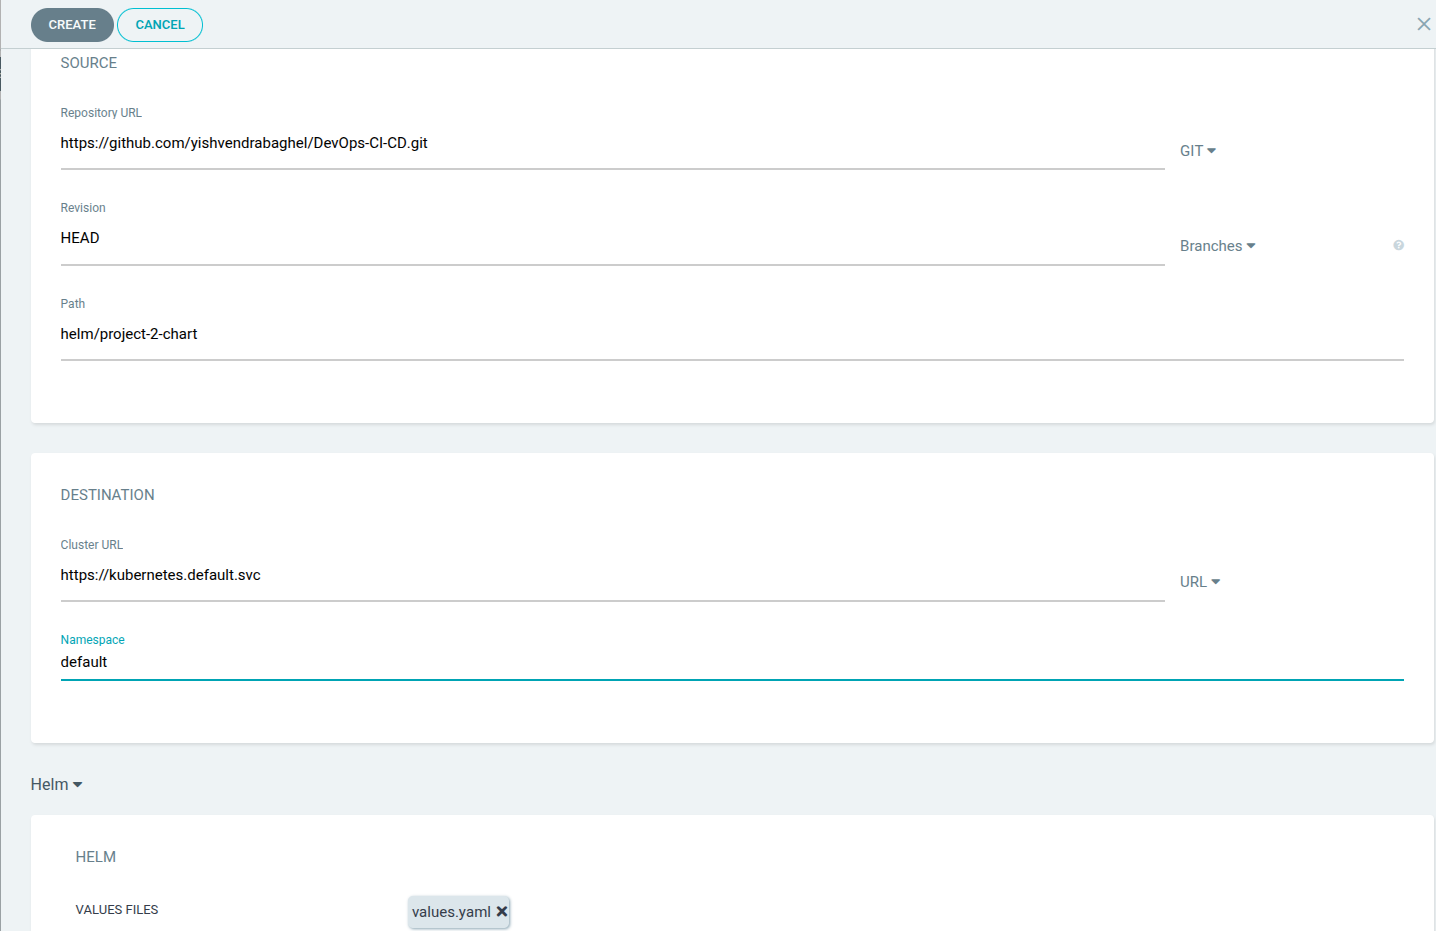 CREATE CANCEL
SOURCE
Repository URL
https://github.com/yishvendrabaghel/DevOps-CI-CD.git
GIT
Revision
HEAD
Branches
?
Path
helm/project-2-chart
DESTINATION
Cluster URL
https://kubernetes.default.svc
URL
Namespace
default
Helm
HELM
VALUES FILES
values.yaml